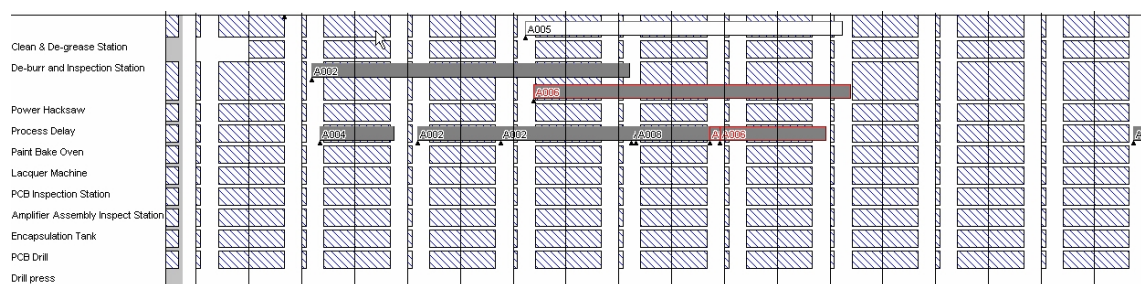 A005
Clean & De-grease Station
De-burr and Inspection Station
A002
A006
Power Hacksaw
Process Delay
A004
A002
A002
A008
A006
Paint Bake Oven
Lacquer Machine
PCB Inspection Station
Amplifier Assembly Inspect Station
Encapsulation Tank
PCB Drill
Drill press